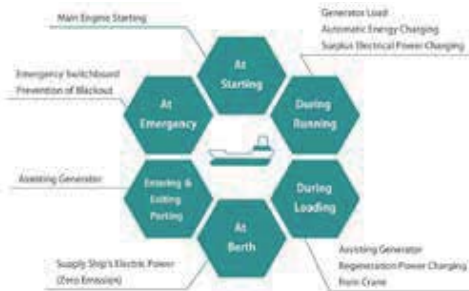 Main Engine Starting
Generator Load
Automatic Energy Charging
Surplus Electrical Power Charging
At
Starting
Emergency Switchboard
Prevention of Blackout
At
Emergency
During
Running
Assisting Generator
Entering &
Exiting
Porting
During
Loading
At
Berth
Supply Ship's Electric Power
(Zero Emission)
Assisting Generator
Regeneration Power Charging
from Crane